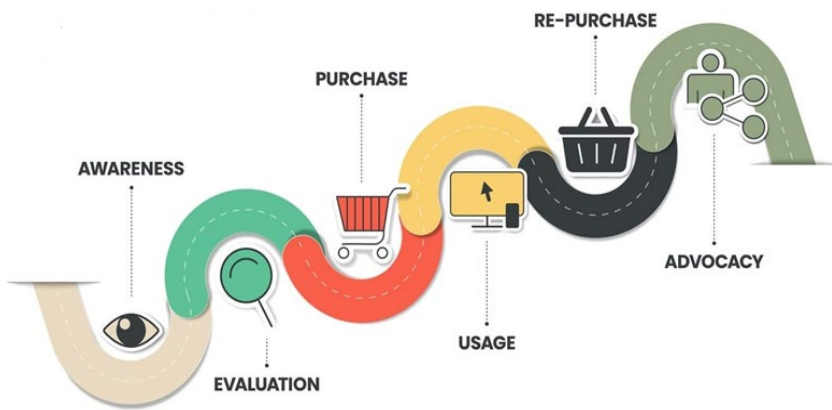 AWARENESS
EVALUATION
PURCHASE
USAGE
RE-PURCHASE
ADVOCACY